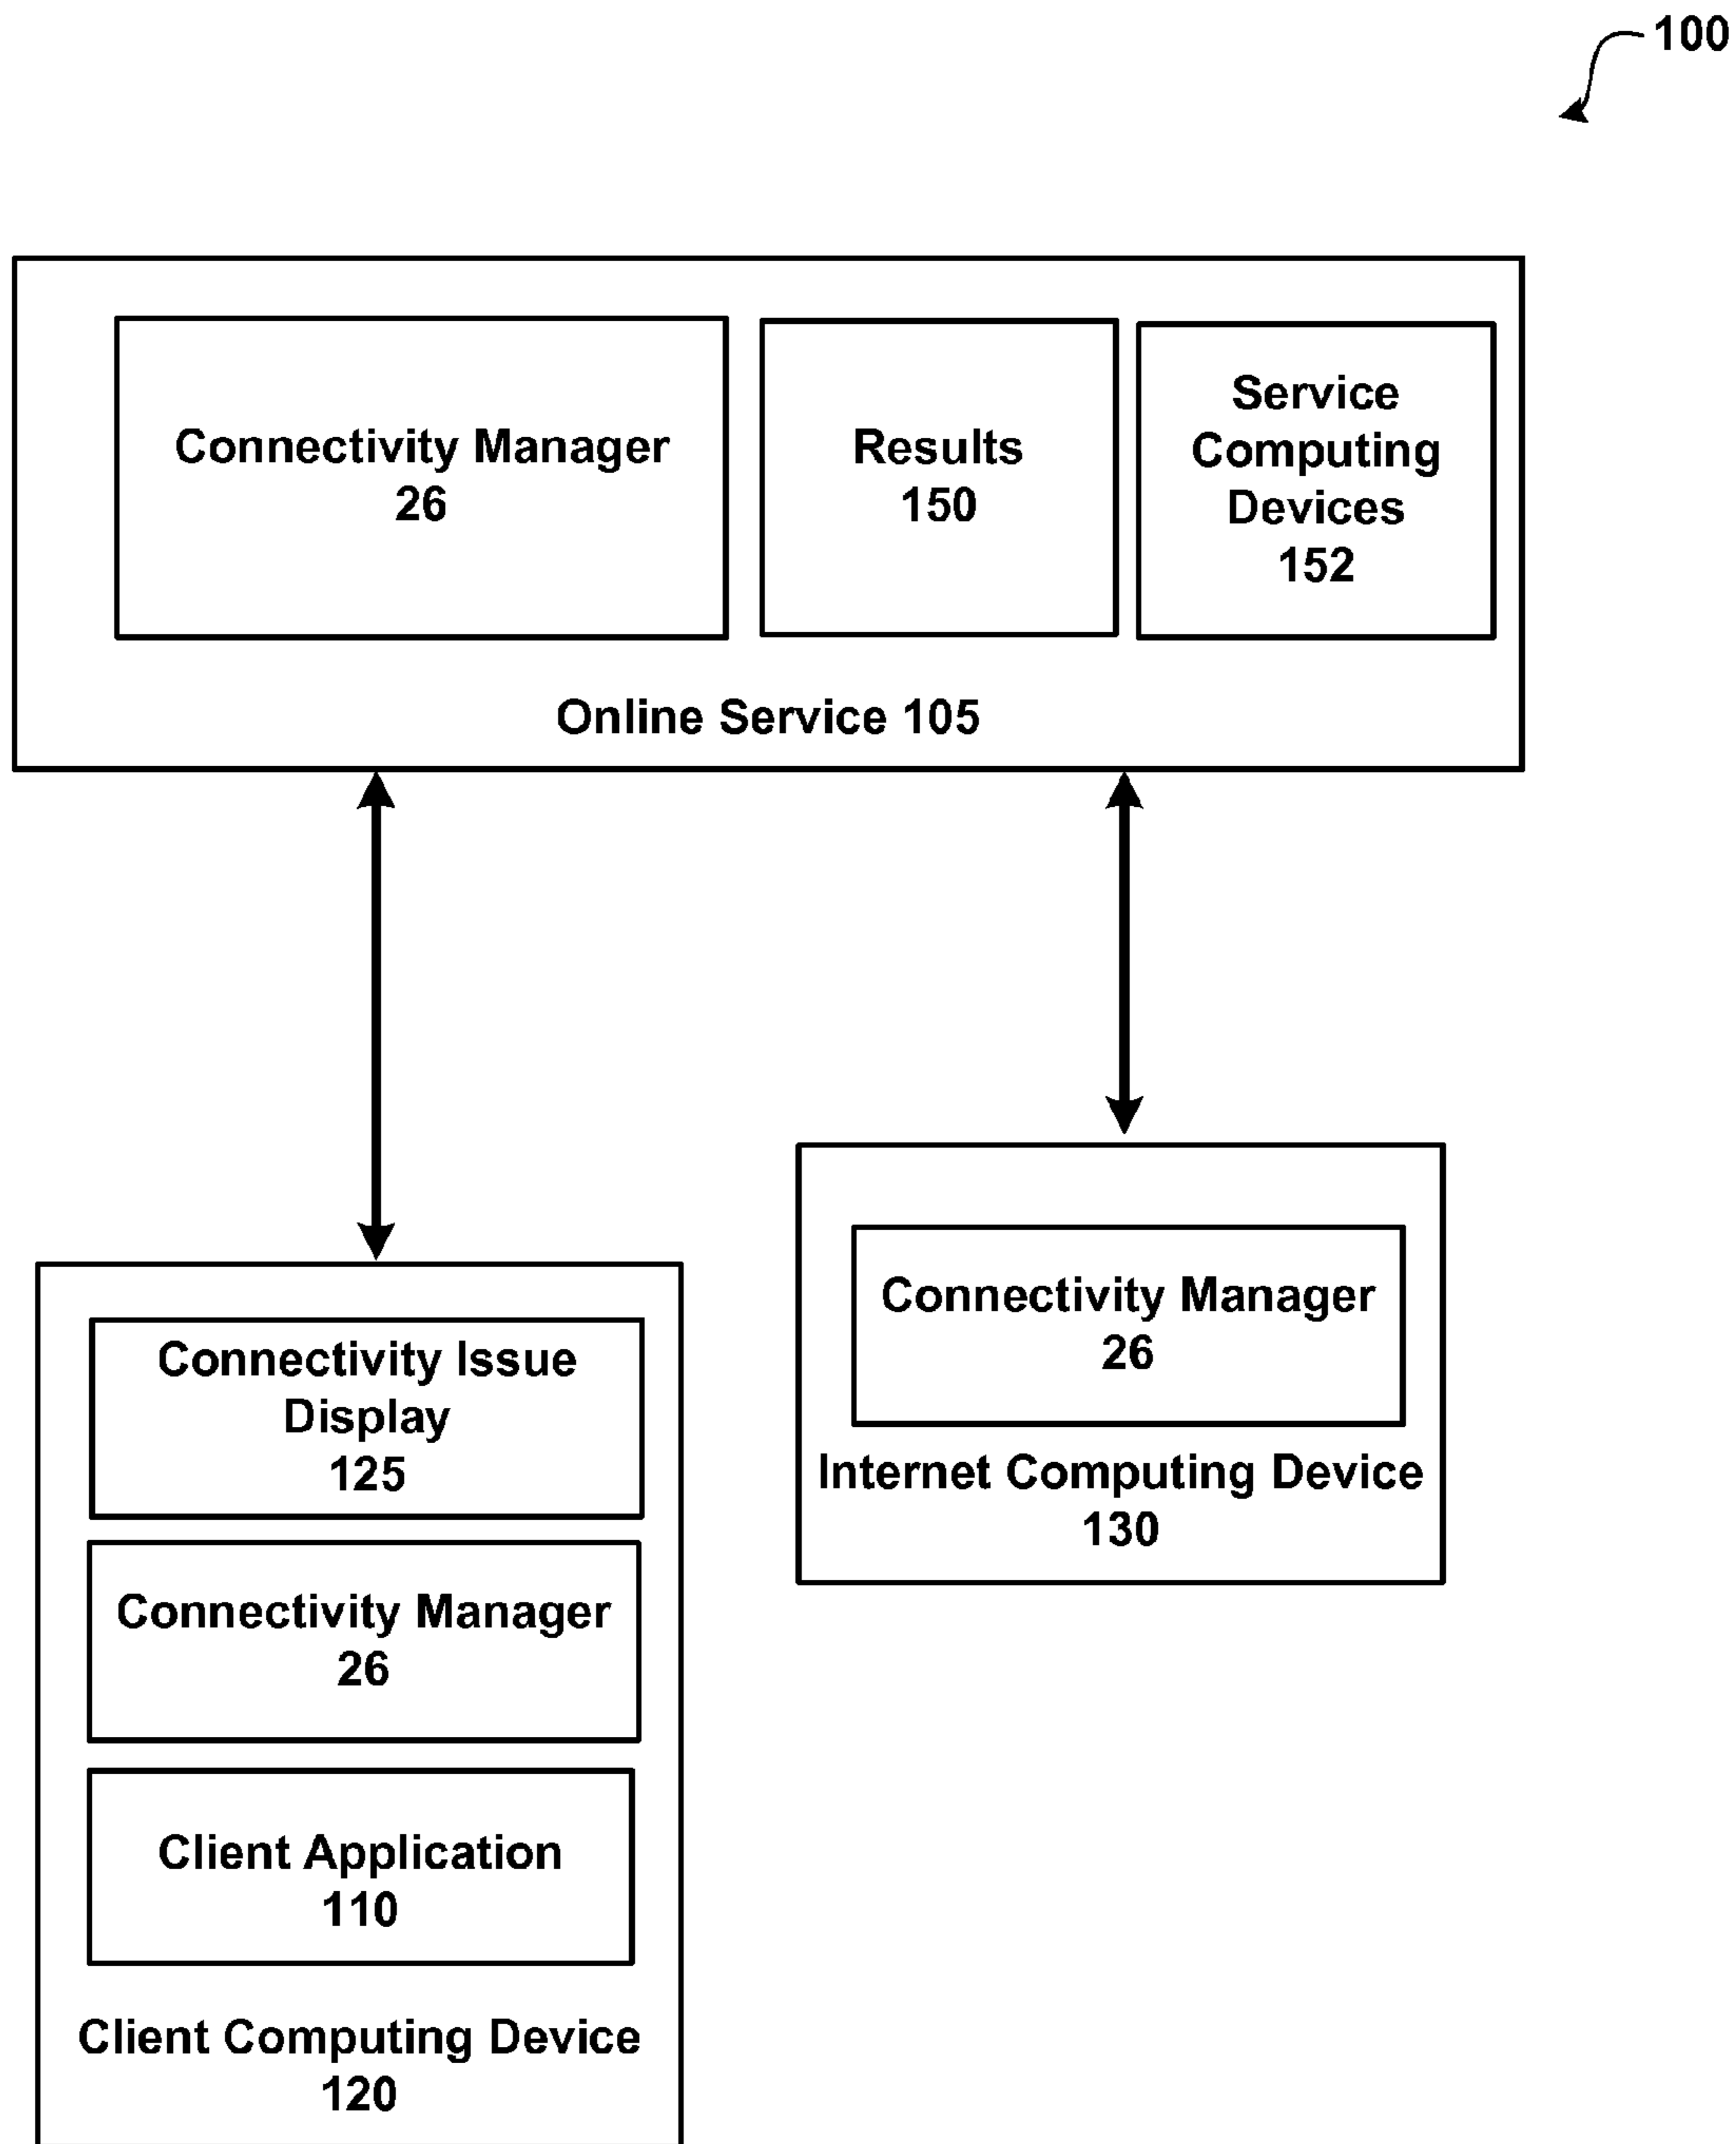 100
Connectivity Manager
26
Results
150
Service
Computing
Devices
152
Online Service 105
Connectivity Issue
Display
125
Connectivity Manager
26
Client Application
110
Client Computing Device
120
Connectivity Manager
26
Internet Computing Device
130